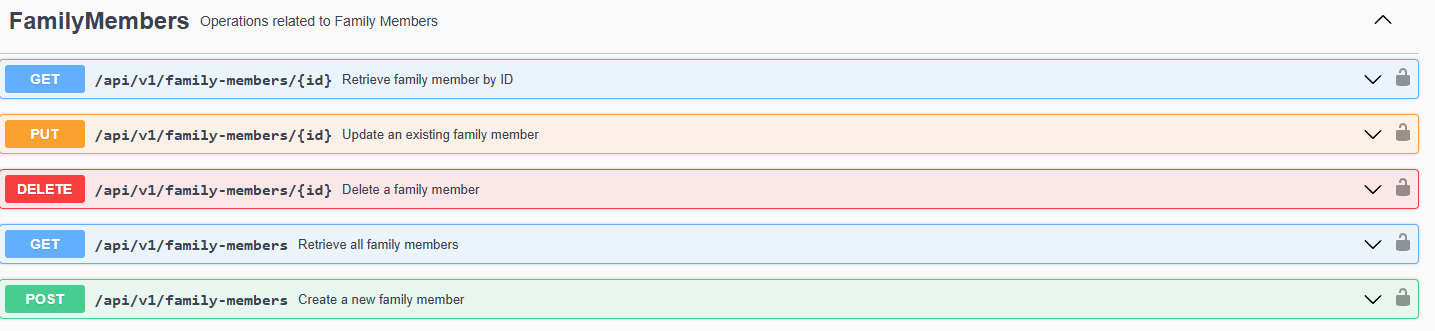 FamilyMembers Operations related to Family Members
GET /api/v1/family-members/{id} Retrieve family member by ID
PUT /api/v1/family-members/{id} Update an existing family member
DELETE /api/v1/family-members/{id} Delete a family member
GET /api/v1/family-members Retrieve all family members
POST /api/v1/family-members Create a new family member